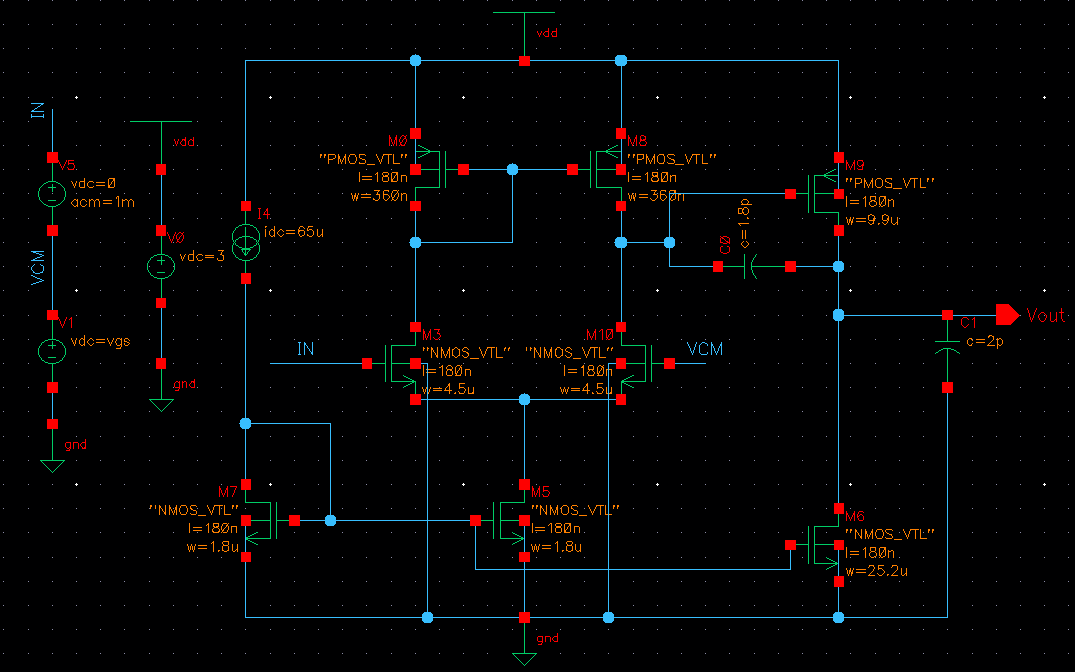 vdd
IN
V5
vdc=0
acm=1m
VCM
V1
vdc=vgs
gnd
vdd
V0
vdc=3
gnd
I4
idc=65u
M0
"PMOS_VTL"
l=180n
w=360n
M8
"PMOS_VTL"
l=180n
w=360n
M9
"PMOS_VTL"
l=180n
w=9.9u
C0
c=1.8p
IN
M3
"NMOS_VTL"
l=180n
w=4.5u
M10
"NMOS_VTL"
l=180n
w=4.5u
VCM
C1
c=2p
Vout
M7
"NMOS_VTL"
l=180n
w=1.8u
M5
"NMOS_VTL"
l=180n
w=1.8u
M6
"NMOS_VTL"
l=180n
w=25.2u
gnd